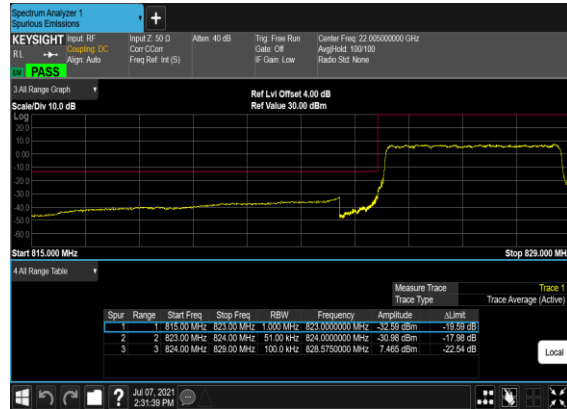 Spectrum Analyzer 1
Spurious Emissions
+
KEYSIGHT Input: RF Input Z: 50 Ω Atten: 40 dB Trig: Free Run Center Freq: 22.005000000 GHz
RL Coupling: DC Corr CCorr Gate: Off Avg|Hold: 100/100
Align: Auto Freq Ref: Int (S) IF Gain: Low Radio Std: None
LW PASS
3 All Range Graph
Ref Lvl Offset 4.00 dB
Scale/Div 10.0 dB Ref Value 30.00 dBm
Log
20.0
10.0
0.00
-10.0
-20.0
-30.0
-40.0
-50.0
-60.0
Start 815.000 MHz Stop 829.000 MHz
4 All Range Table
Measure Trace Trace 1
Trace Type Trace Average (Active)
Spur Range Start Freq Stop Freq RBW Frequency Amplitude ΔLimit
1 1 815.00 MHz 823.00 MHz 1.000 MHz 823.0000000 MHz -32.59 dBm -19.59 dB
2 2 823.00 MHz 824.00 MHz 51.00 kHz 824.0000000 MHz -30.98 dBm -17.98 dB
3 3 824.00 MHz 829.00 MHz 100.0 kHz 828.5750000 MHz 7.465 dBm -22.54 dB
Local
? Jul 07, 2021
2:31:39 PM